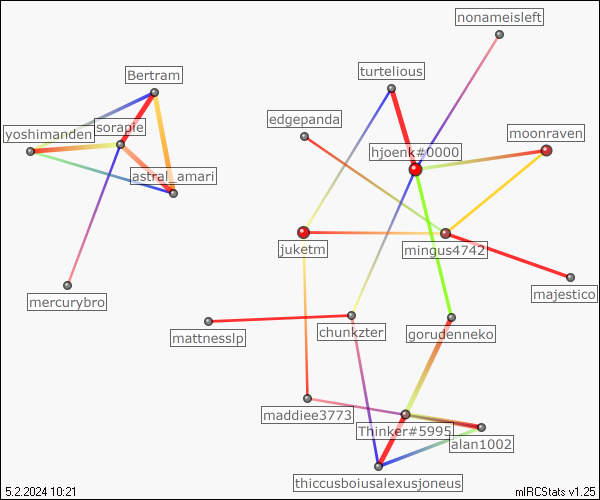 nonameisleft
turtelious
Bertram
edgepanda
sorapie
yoshimanden
moonraven
hjoenk#0000
astral_amari
juketm
mingus4742
mercurybro
majestico
mattnesslp
chunkzter
gorudenneko
maddiee3773
Thinker#5995
alan1002
thiccusboiusalexusjoneus
5.2.2024 10:21
mIRCStats v1.25